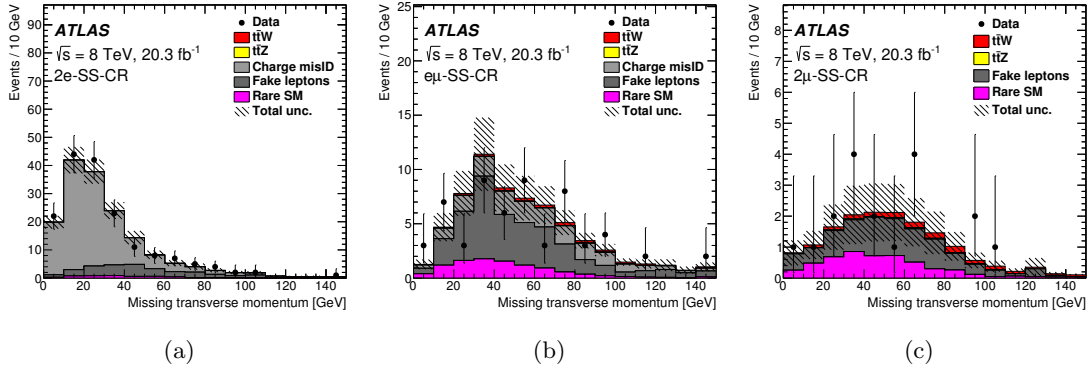 Events / 10 GeV
90
80
70
60
50
40
30
20
10
0
ATLAS
√s = 8 TeV, 20.3 fb⁻¹
2e-SS-CR
Data
tt̄W
tt̄Z
Charge misID
Fake leptons
Rare SM
Total unc.
0 20 40 60 80 100 120 140
Missing transverse momentum [GeV]
(a)
Events / 10 GeV
25
20
15
10
5
0
ATLAS
√s = 8 TeV, 20.3 fb⁻¹
eμ-SS-CR
Data
tt̄W
tt̄Z
Charge misID
Fake leptons
Rare SM
Total unc.
0 20 40 60 80 100 120 140
Missing transverse momentum [GeV]
(b)
Events / 10 GeV
8
7
6
5
4
3
2
1
0
ATLAS
√s = 8 TeV, 20.3 fb⁻¹
2μ-SS-CR
Data
tt̄W
tt̄Z
Fake leptons
Rare SM
Total unc.
0 20 40 60 80 100 120 140
Missing transverse momentum [GeV]
(c)